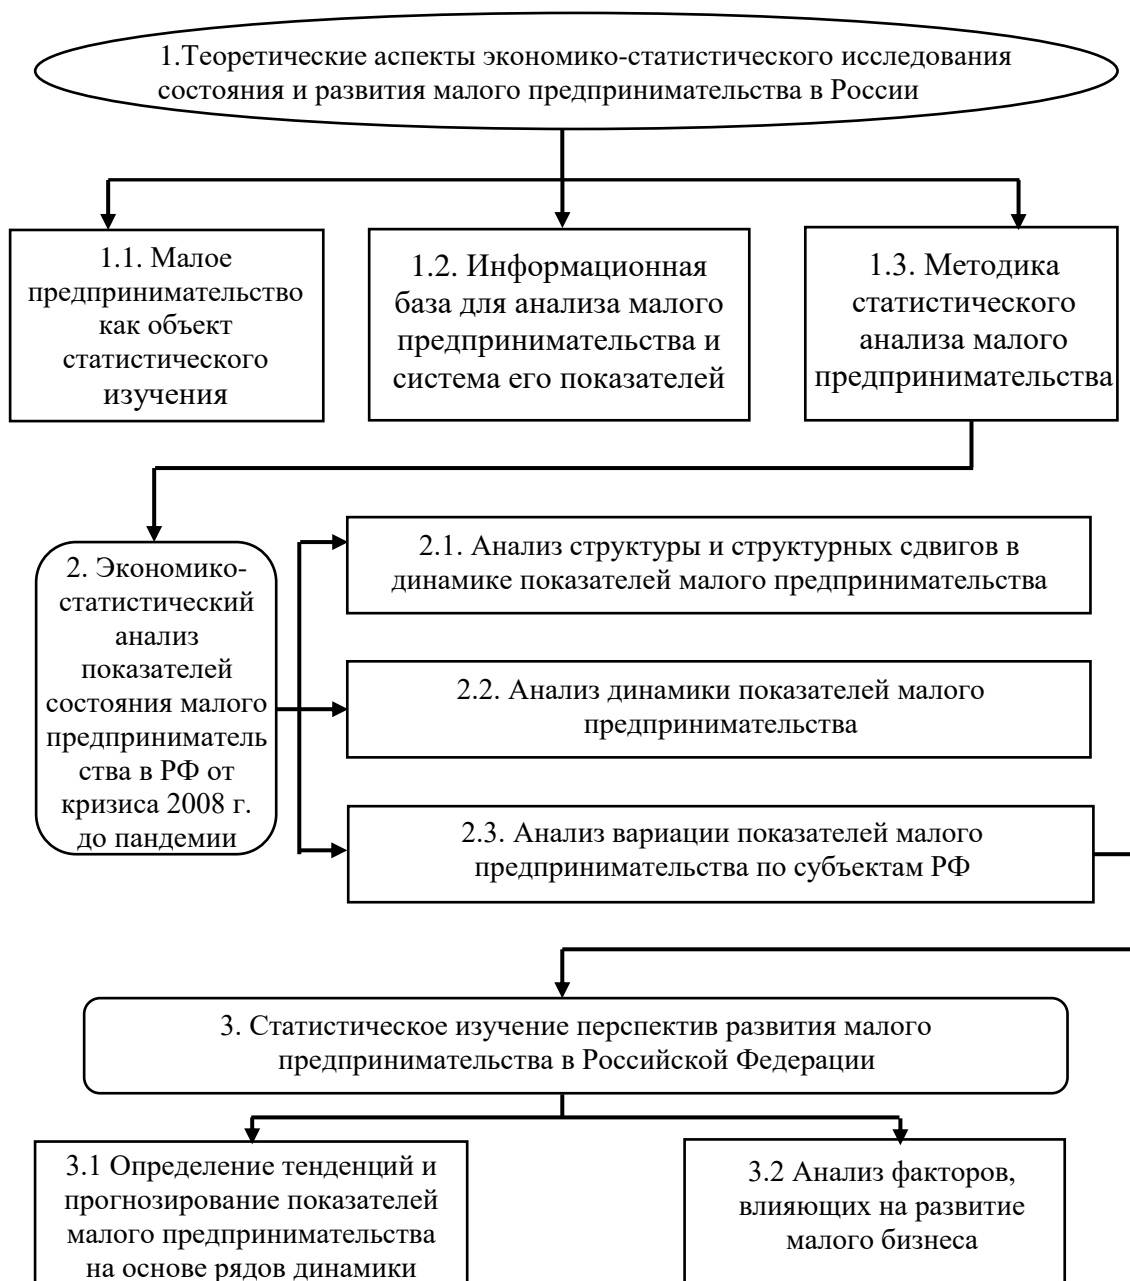 1.Теоретические аспекты экономико-статистического исследования
состояния и развития малого предпринимательства в России
1.1. Малое
предпринимательство
как объект
статистического
изучения
1.2. Информационная
база для анализа малого
предпринимательства и
система его показателей
1.3. Методика
статистического
анализа малого
предпринимательства
2. Экономико-
статистический
анализ
показателей
состояния малого
предприниматель
ства в РФ от
кризиса 2008 г.
до пандемии
2.1. Анализ структуры и структурных сдвигов в
динамике показателей малого предпринимательства
2.2. Анализ динамики показателей малого
предпринимательства
2.3. Анализ вариации показателей малого
предпринимательства по субъектам РФ
3. Статистическое изучение перспектив развития малого
предпринимательства в Российской Федерации
3.1 Определение тенденций и
прогнозирование показателей
малого предпринимательства
на основе рядов динамики
3.2 Анализ факторов,
влияющих на развитие
малого бизнеса